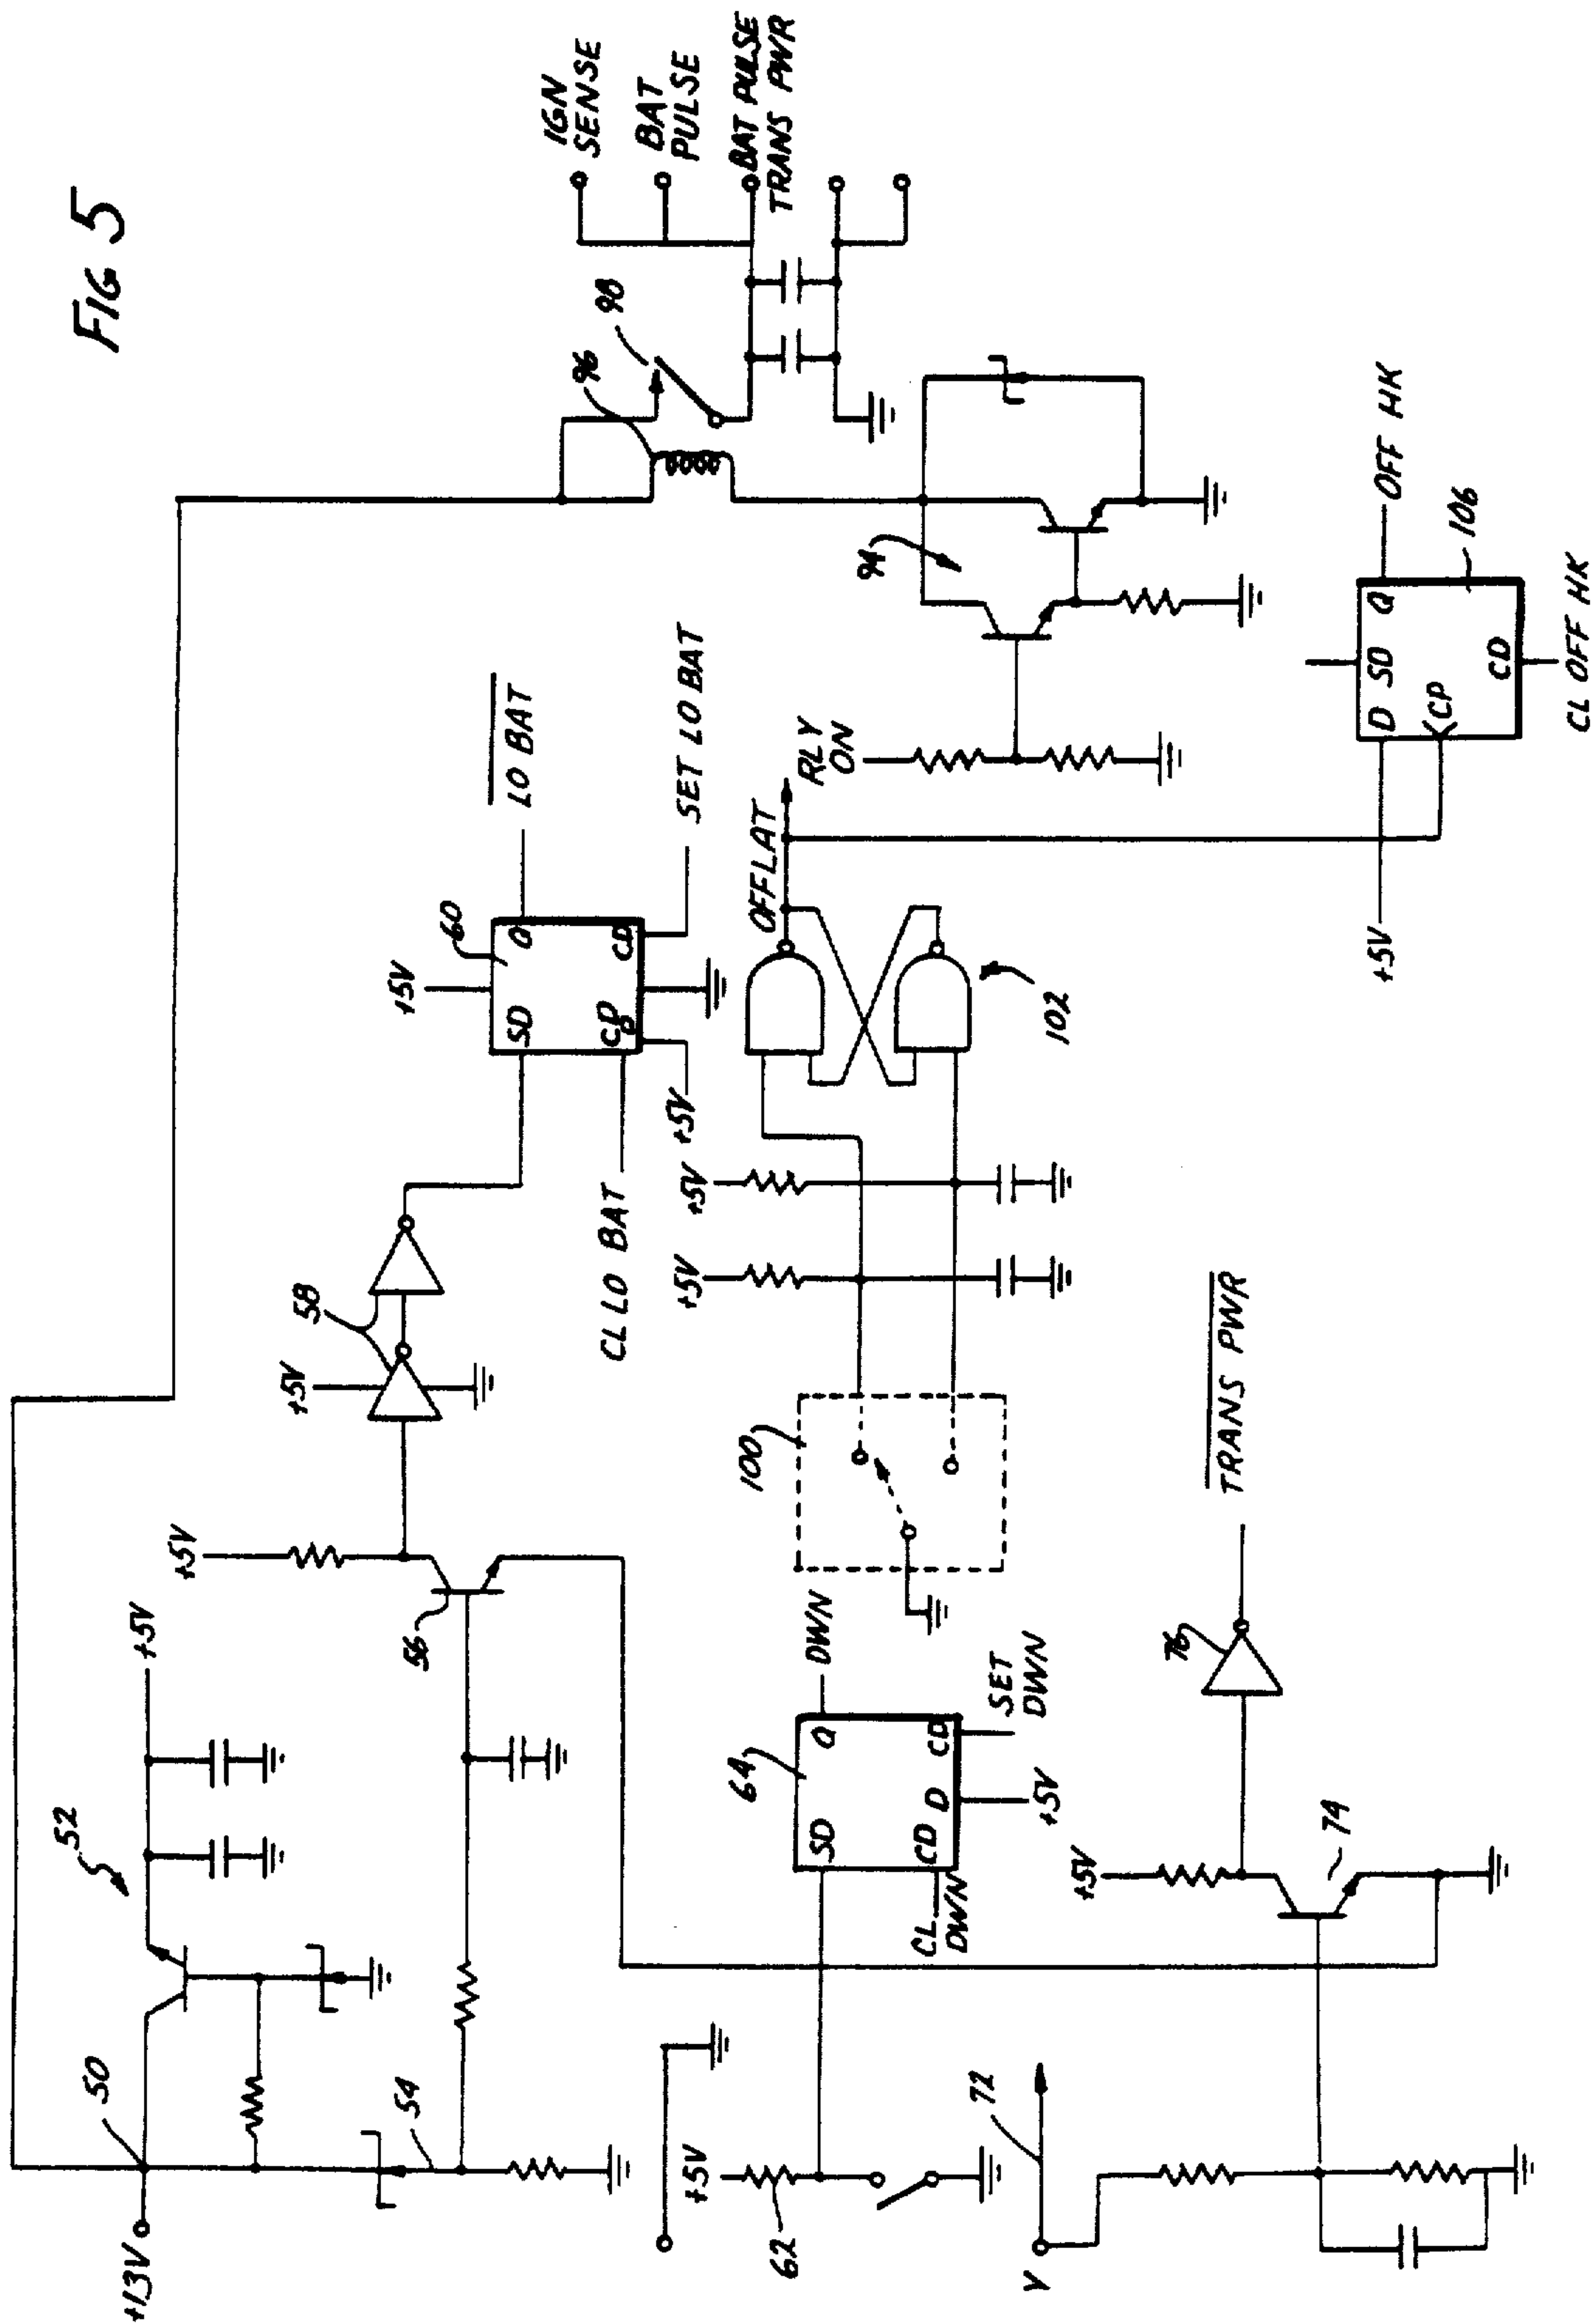 FIG 5
+13V
50
52
+5V
54
56
+5V
+5V
58
+5V
60
SD
Q
CP
D
CD
LO BAT
CL LO BAT
+5V
SET LO BAT
96
98
IGN
SENSE
BAT
PULSE
BAT PULSE
TRANS PWR
+5V
62
64
SD
Q
CD
D
CD
DWN
CL
DWN
+5V
SET
DWN
100
+5V
+5V
OFFLAT
102
RLY
ON
94
V
72
+5V
74
76
TRANS PWR
+5V
D
SD
Q
CP
CD
OFF HK
106
CL OFF HK